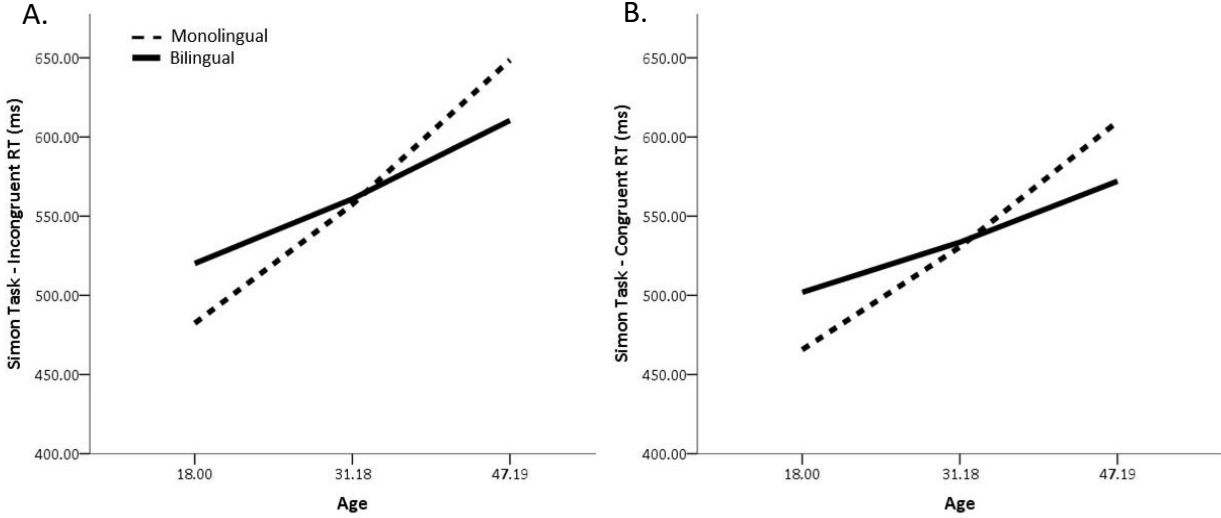 A.
Monolingual
Bilingual
Simon Task - Incongruent RT (ms)
650.00
600.00
550.00
500.00
450.00
400.00
18.00 31.18 47.19
Age
B.
Simon Task - Congruent RT (ms)
650.00
600.00
550.00
500.00
450.00
400.00
18.00 31.18 47.19
Age